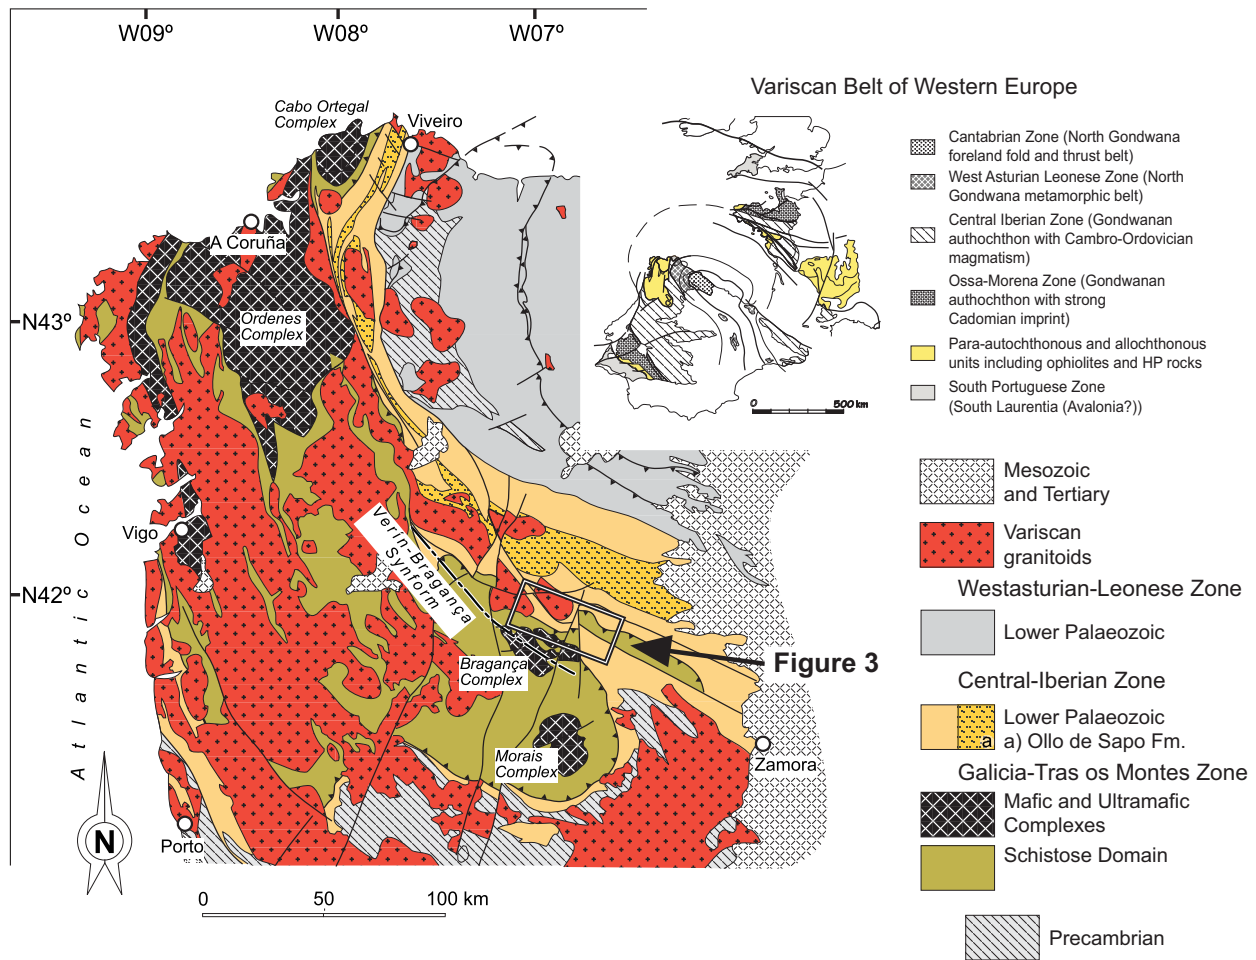 W09º
W08º
W07º
Variscan Belt of Western Europe
Cabo Ortegal
Complex
Viveiro
Cantabrian Zone (North Gondwana
foreland fold and thrust belt)
West Asturian Leonese Zone (North
Gondwana metamorphic belt)
Central Iberian Zone (Gondwanan
authochthon with Cambro-Ordovician
magmatism)
Ossa-Morena Zone (Gondwanan
authochthon with strong
Cadomian imprint)
Para-autochthonous and allochthonous
units including ophiolites and HP rocks
South Portuguese Zone
(South Laurentia (Avalonia?))
A Coruña
Ordenes
Complex
N43º
0
500 km
Atlantic Ocean
Mesozoic
and Tertiary
Variscan
granitoids
Westasturian-Leonese Zone
Lower Palaeozoic
Central-Iberian Zone
Lower Palaeozoic
a) Ollo de Sapo Fm.
a
Galicia-Tras os Montes Zone
Mafic and Ultramafic
Complexes
Schistose Domain
Precambrian
Vigo
Verín-Bragança
Synform
N42º
Figure 3
Bragança
Complex
Morais
Complex
Zamora
N
Porto
0
50
100 km